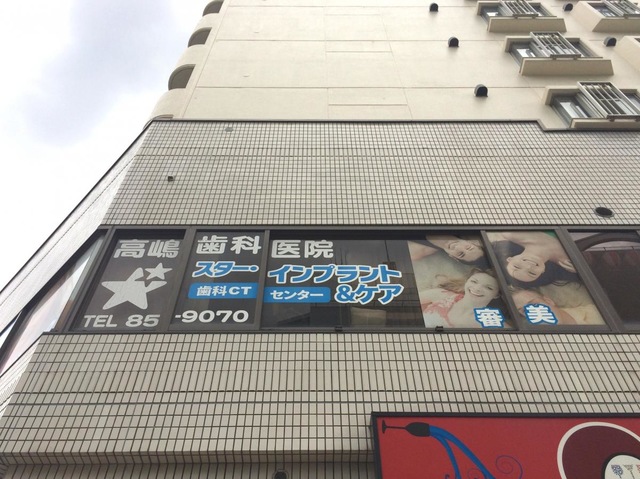 高嶋歯科医院
スター・インプラント
&ケア
歯科CTセンター
TEL 85-9070
審美